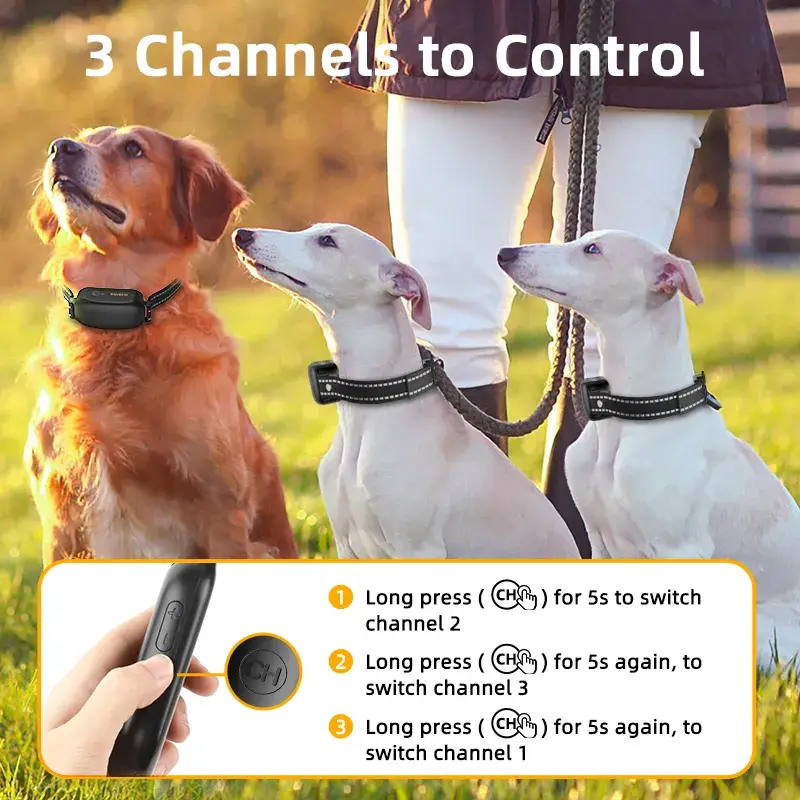 3 Channels to Control
1 Long press ( CH ) for 5s to switch
channel 2
2 Long press ( CH ) for 5s again, to
switch channel 3
3 Long press ( CH ) for 5s again, to
switch channel 1
CH